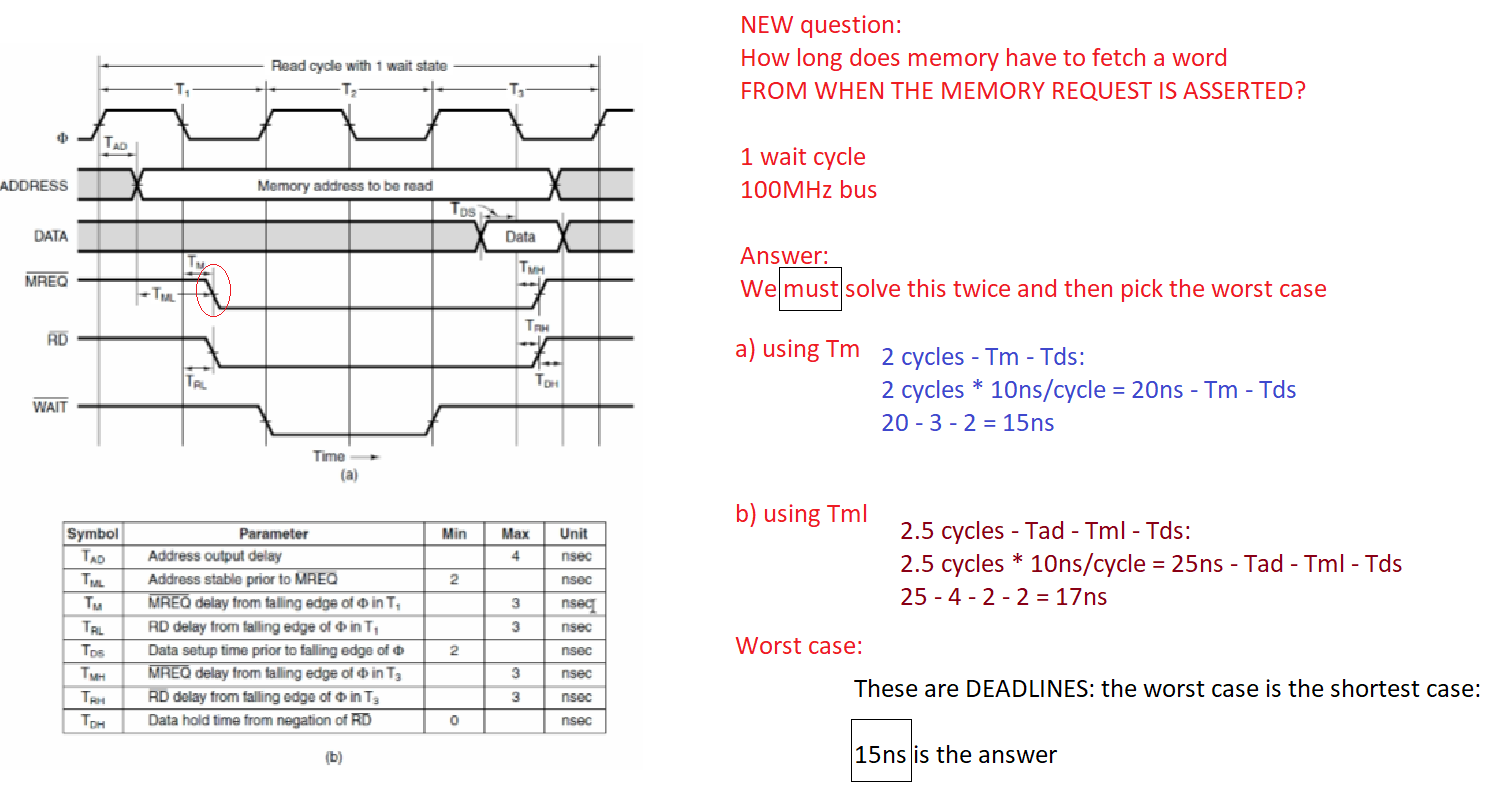 NEW question:
How long does memory have to fetch a word
FROM WHEN THE MEMORY REQUEST IS ASSERTED?
1 wait cycle
100MHz bus
Answer:
We must solve this twice and then pick the worst case
a) using Tm
2 cycles - Tm - Tds:
2 cycles * 10ns/cycle = 20ns - Tm - Tds
20 - 3 - 2 = 15ns
b) using Tml
2.5 cycles - Tad - Tml - Tds:
2.5 cycles * 10ns/cycle = 25ns - Tad - Tml - Tds
25 - 4 - 2 - 2 = 17ns
Worst case:
These are DEADLINES: the worst case is the shortest case:
15ns is the answer
Read cycle with 1 wait state
T1 T2 T3
Φ
TAD
ADDRESS Memory address to be read
TDS
DATA Data
TM TMH
MREQ
TML
TRH
RD
TRL TDH
WAIT
Time
(a)
Symbol Parameter Min Max Unit
TAD Address output delay 4 nsec
TML Address stable prior to MREQ 2 nsec
TM MREQ delay from falling edge of Φ in T1 3 nsec
TRL RD delay from falling edge of Φ in T1 3 nsec
TDS Data setup time prior to falling edge of Φ 2 nsec
TMH MREQ delay from falling edge of Φ in T3 3 nsec
TRH RD delay from falling edge of Φ in T3 3 nsec
TDH Data hold time from negation of RD 0 nsec
(b)